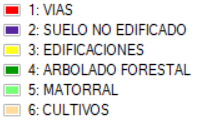 1: VIAS
2: SUELO NO EDIFICADO
3: EDIFICACIONES
4: ARBOLADO FORESTAL
5: MATORRAL
6: CULTIVOS